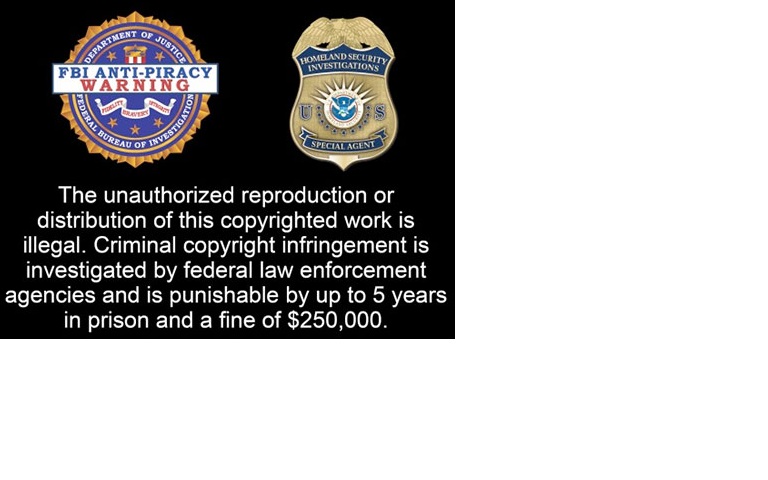 DEPARTMENT OF JUSTICE
FBI ANTI-PIRACY
WARNING
FIDELITY BRAVERY INTEGRITY
FEDERAL BUREAU OF INVESTIGATION
HOMELAND SECURITY
INVESTIGATIONS
U S
SPECIAL AGENT
The unauthorized reproduction or
distribution of this copyrighted work is
illegal. Criminal copyright infringement is
investigated by federal law enforcement
agencies and is punishable by up to 5 years
in prison and a fine of $250,000.